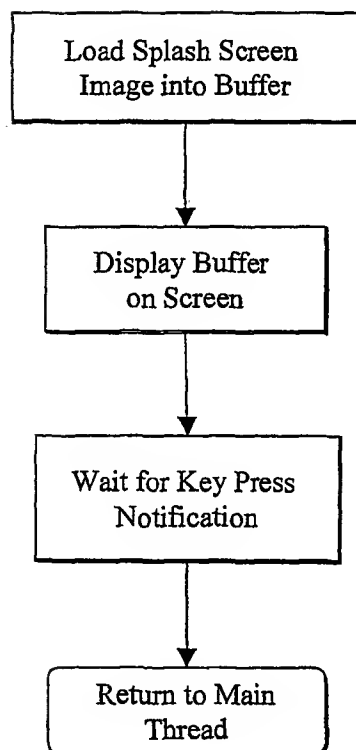 Load Splash Screen
Image into Buffer
Display Buffer
on Screen
Wait for Key Press
Notification
Return to Main
Thread